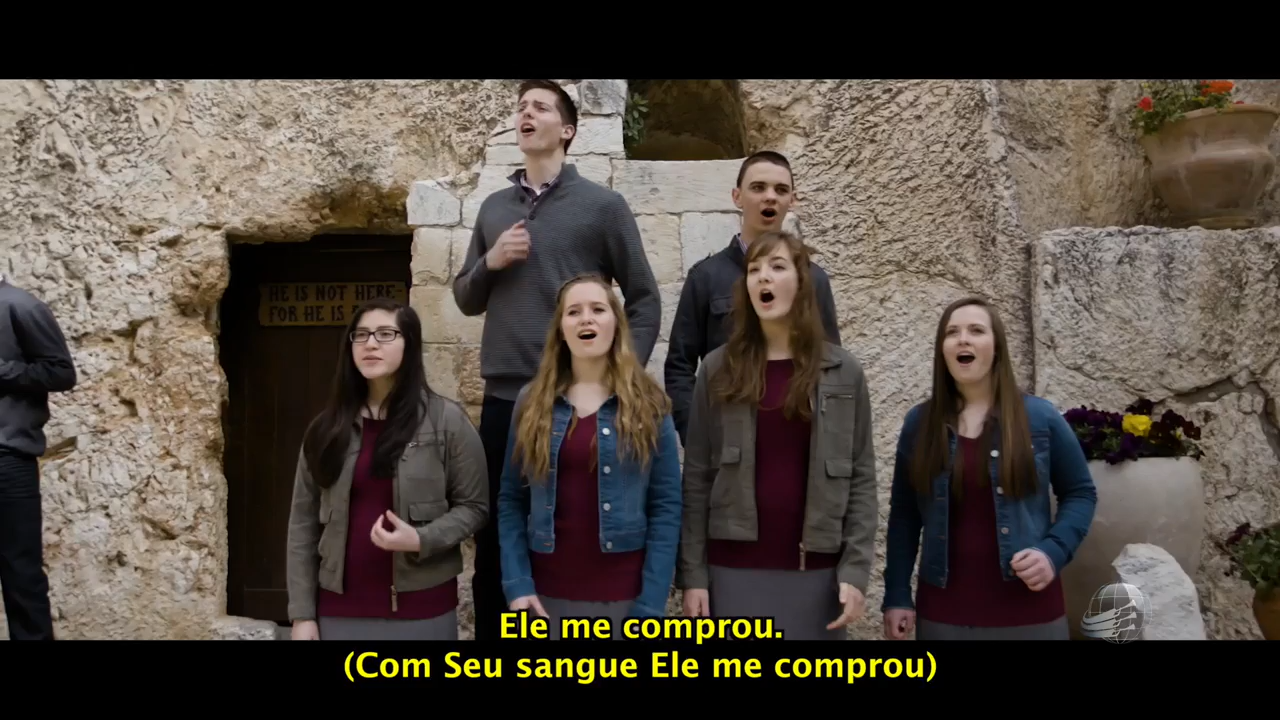 HE IS NOT HERE-
FOR HE IS
Ele me comprou.
(Com Seu sangue Ele me comprou)